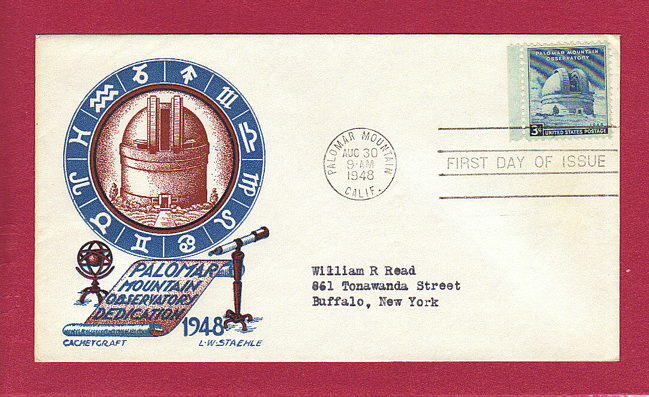 PALOMAR MOUNTAIN
OBSERVATORY
3¢ UNITED STATES POSTAGE
PALOMAR MOUNTAIN
AUG 30
9-AM
1948
CALIF.
FIRST DAY OF ISSUE
PALOMAR
MOUNTAIN
OBSERVATORY
DEDICATION
1948
CACHETCRAFT L·W·STAEHLE
William R Read
861 Tonawanda Street
Buffalo, New York